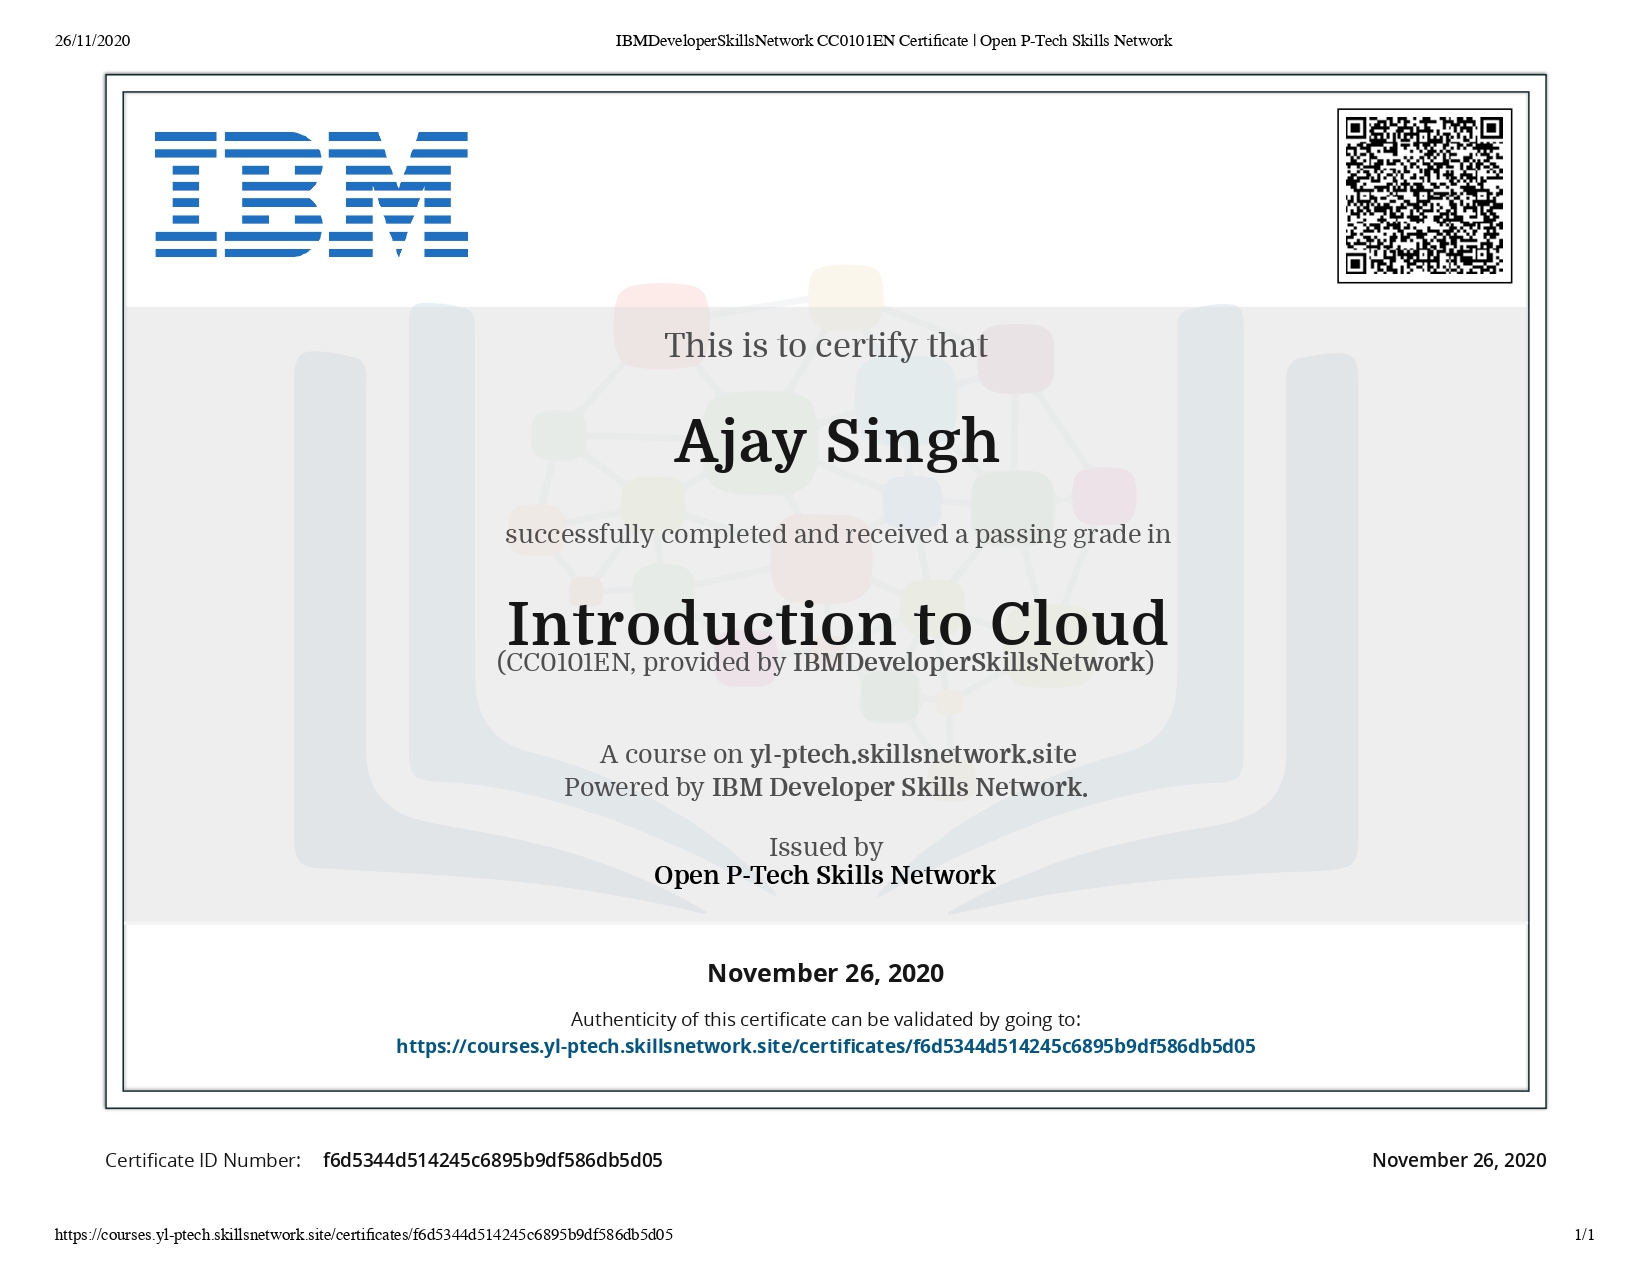 26/11/2020
IBMDeveloperSkillsNetwork CC0101EN Certificate | Open P-Tech Skills Network
IBM
This is to certify that
Ajay Singh
successfully completed and received a passing grade in
Introduction to Cloud
(CC0101EN, provided by IBMDeveloperSkillsNetwork)
A course on yl-ptech.skillsnetwork.site
Powered by IBM Developer Skills Network.
Issued by
Open P-Tech Skills Network
November 26, 2020
Authenticity of this certificate can be validated by going to:
https://courses.yl-ptech.skillsnetwork.site/certificates/f6d5344d514245c6895b9df586db5d05
Certificate ID Number: f6d5344d514245c6895b9df586db5d05
November 26, 2020
https://courses.yl-ptech.skillsnetwork.site/certificates/f6d5344d514245c6895b9df586db5d05
1/1